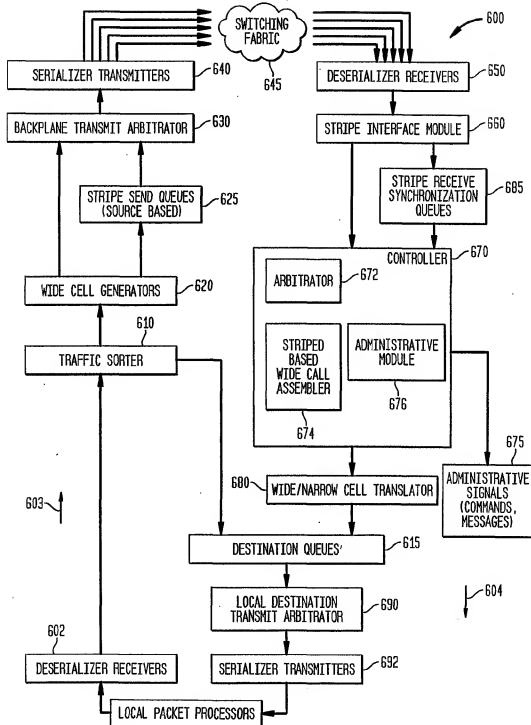 SWITCHING
FABRIC
600
645
SERIALIZER TRANSMITTERS
640
DESERIALIZER RECEIVERS
650
BACKPLANE TRANSMIT ARBITRATOR
630
STRIPE INTERFACE MODULE
660
STRIPE SEND QUEUES
(SOURCE BASED)
625
STRIPE RECEIVE
SYNCHRONIZATION
QUEUES
685
WIDE CELL GENERATORS
620
CONTROLLER
670
ARBITRATOR
672
610
TRAFFIC SORTER
STRIPED
BASED
WIDE CALL
ASSEMBLER
674
ADMINISTRATIVE
MODULE
676
675
ADMINISTRATIVE
SIGNALS
(COMMANDS,
MESSAGES)
680
WIDE/NARROW CELL TRANSLATOR
603
DESTINATION QUEUES'
615
LOCAL DESTINATION
TRANSMIT ARBITRATOR
690
604
602
DESERIALIZER RECEIVERS
SERIALIZER TRANSMITTERS
692
LOCAL PACKET PROCESSORS